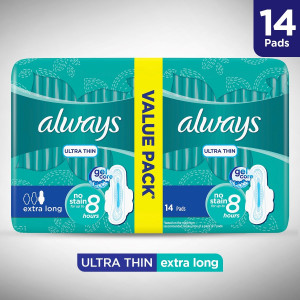 14
Pads
always
ULTRA THIN
gel
core
no
stain
for up to
8
hours
extra long
VALUE PACK*
always
ULTRA THIN
gel
core
no
stain
for up to
8
hours
14 Pads
ULTRA THIN extra long